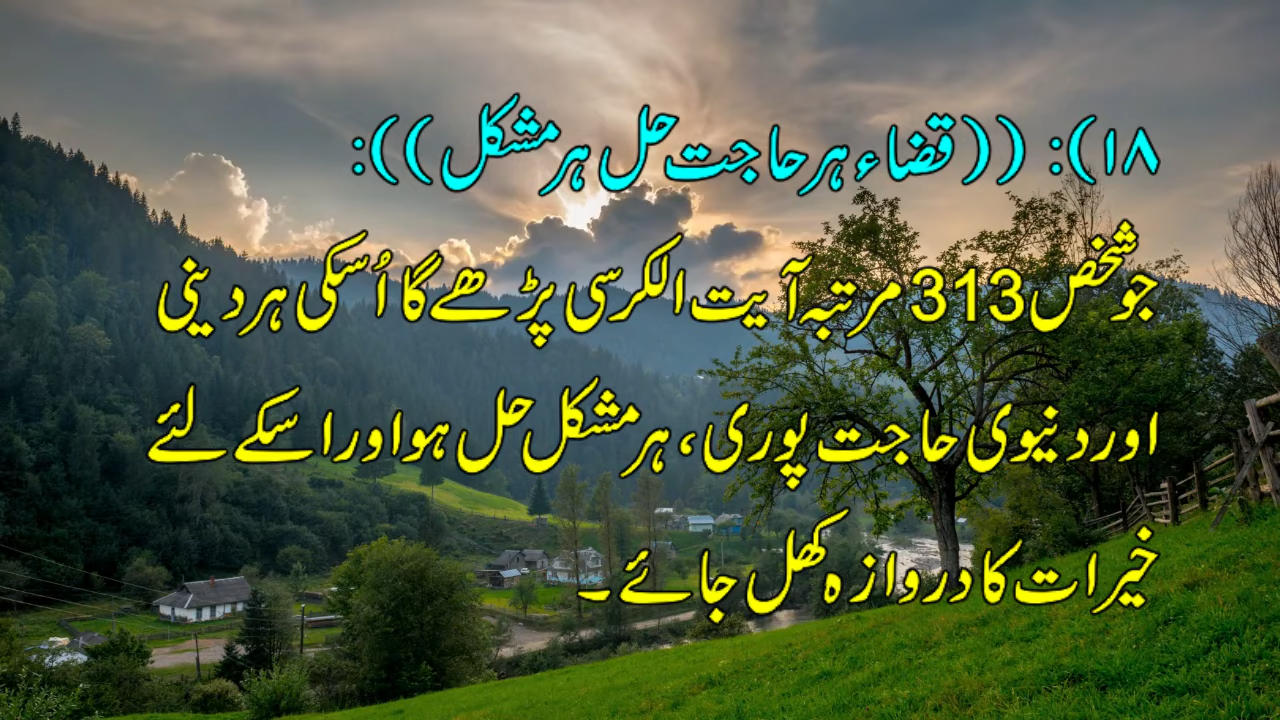 ۱۸): ((قضاء ہر حاجت حل ہر مشکل)):
جو شخص 313 مرتبہ آیت الکرسی پڑھے گا اُسکی ہر دینی
اور دنیوی حاجت پوری، ہر مشکل حل ہو اور اسکے لئے
خیرات کا دروازہ کھل جائے۔